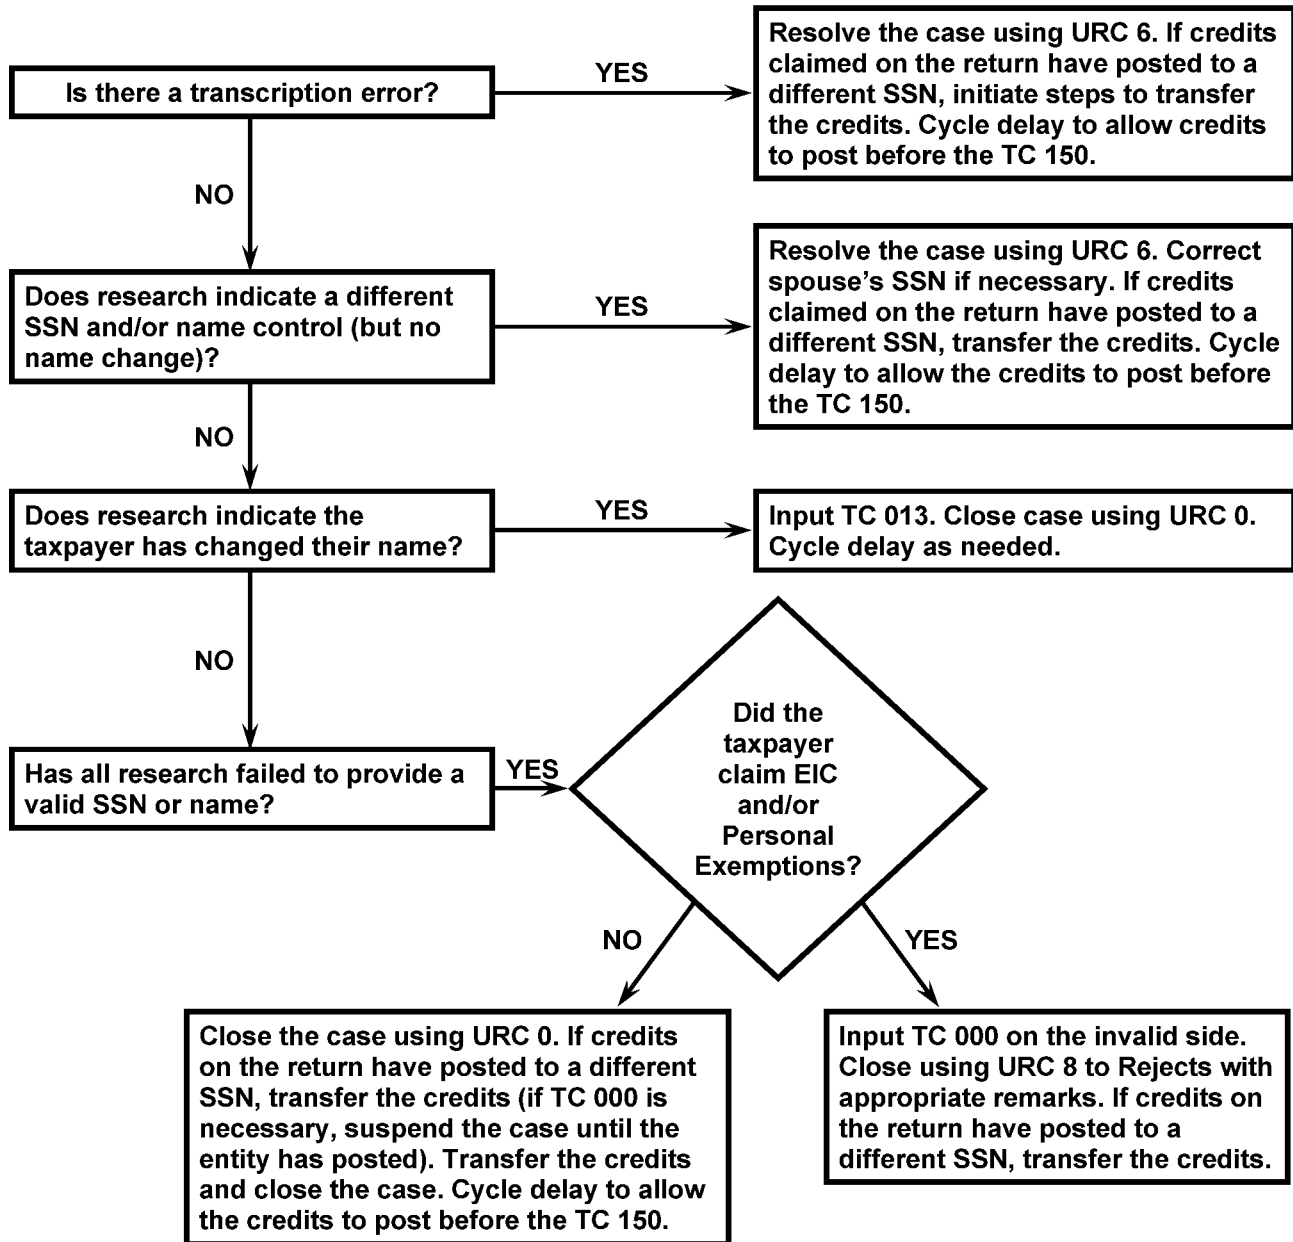 Is there a transcription error?
YES
Resolve the case using URC 6. If credits
claimed on the return have posted to a
different SSN, initiate steps to transfer
the credits. Cycle delay to allow credits
to post before the TC 150.
NO
Does research indicate a different
SSN and/or name control (but no
name change)?
YES
Resolve the case using URC 6. Correct
spouse's SSN if necessary. If credits
claimed on the return have posted to a
different SSN, transfer the credits. Cycle
delay to allow the credits to post before
the TC 150.
NO
Does research indicate the
taxpayer has changed their name?
YES
Input TC 013. Close case using URC 0.
Cycle delay as needed.
NO
Has all research failed to provide a
valid SSN or name?
YES
Did the
taxpayer
claim EIC
and/or
Personal
Exemptions?
NO
Close the case using URC 0. If credits
on the return have posted to a different
SSN, transfer the credits (if TC 000 is
necessary, suspend the case until the
entity has posted). Transfer the credits
and close the case. Cycle delay to allow
the credits to post before the TC 150.
YES
Input TC 000 on the invalid side.
Close using URC 8 to Rejects with
appropriate remarks. If credits on
the return have posted to a
different SSN, transfer the credits.